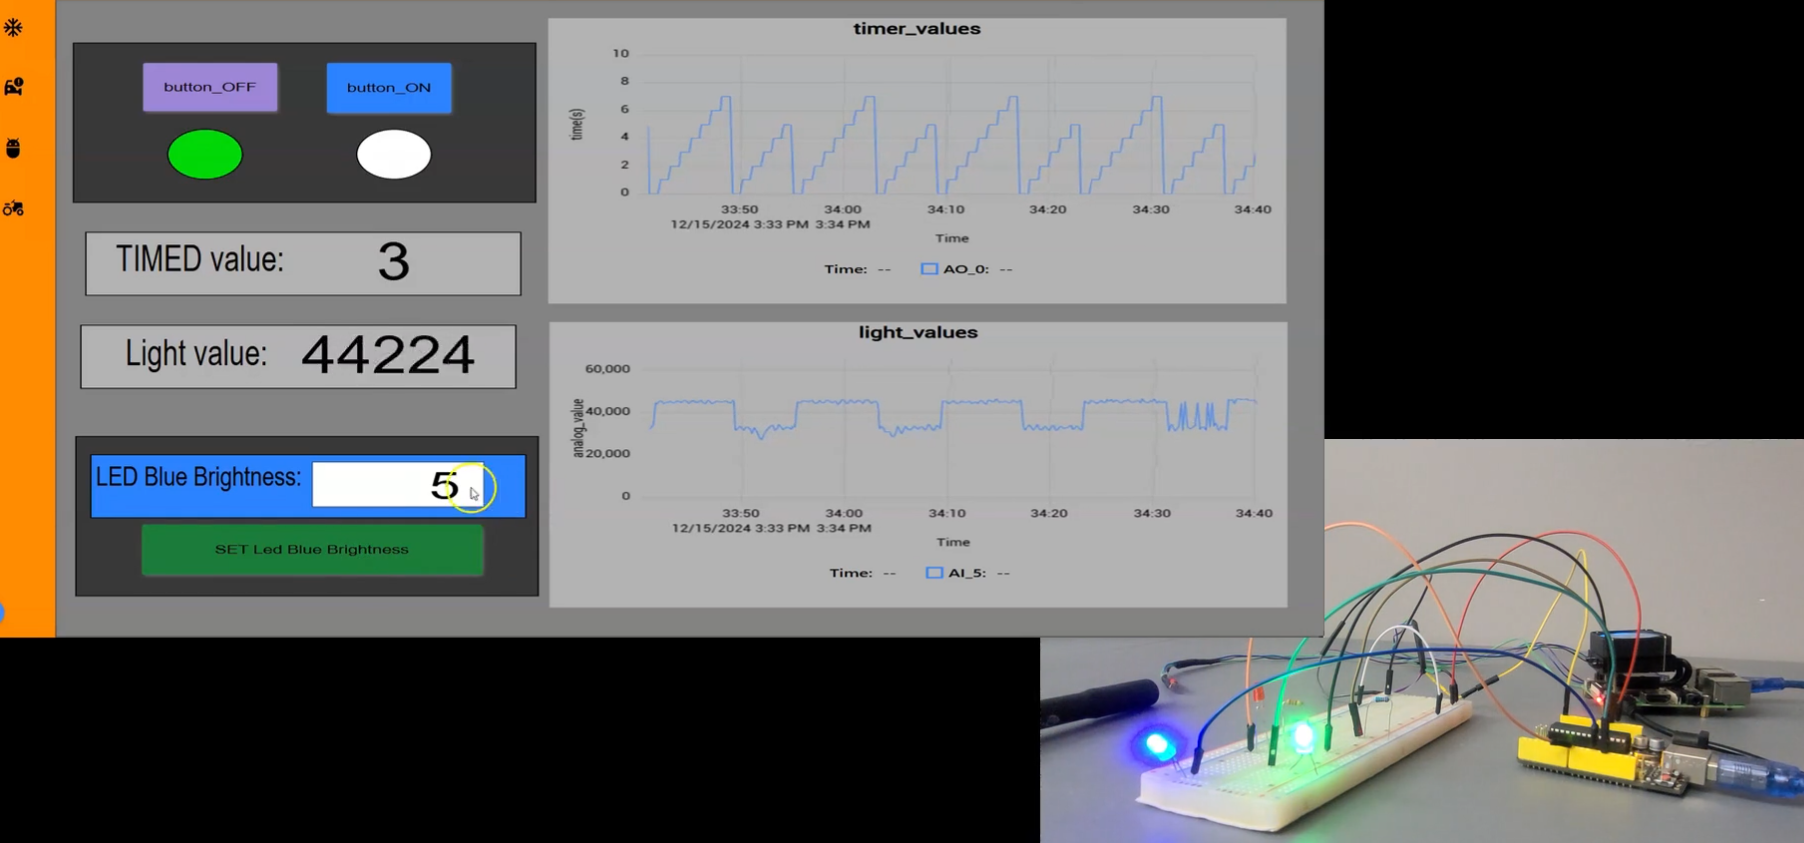 button_OFF
button_ON
TIMED value: 3
Light value: 44224
LED Blue Brightness: 5
SET Led Blue Brightness
timer_values
10
8
6
4
2
0
time(s)
33:50 34:00 34:10 34:20 34:30 34:40
12/15/2024 3:33 PM 3:34 PM
Time
Time: -- AO_0: --
light_values
60,000
40,000
20,000
0
analog_value
33:50 34:00 34:10 34:20 34:30 34:40
12/15/2024 3:33 PM 3:34 PM
Time
Time: -- AI_5: --